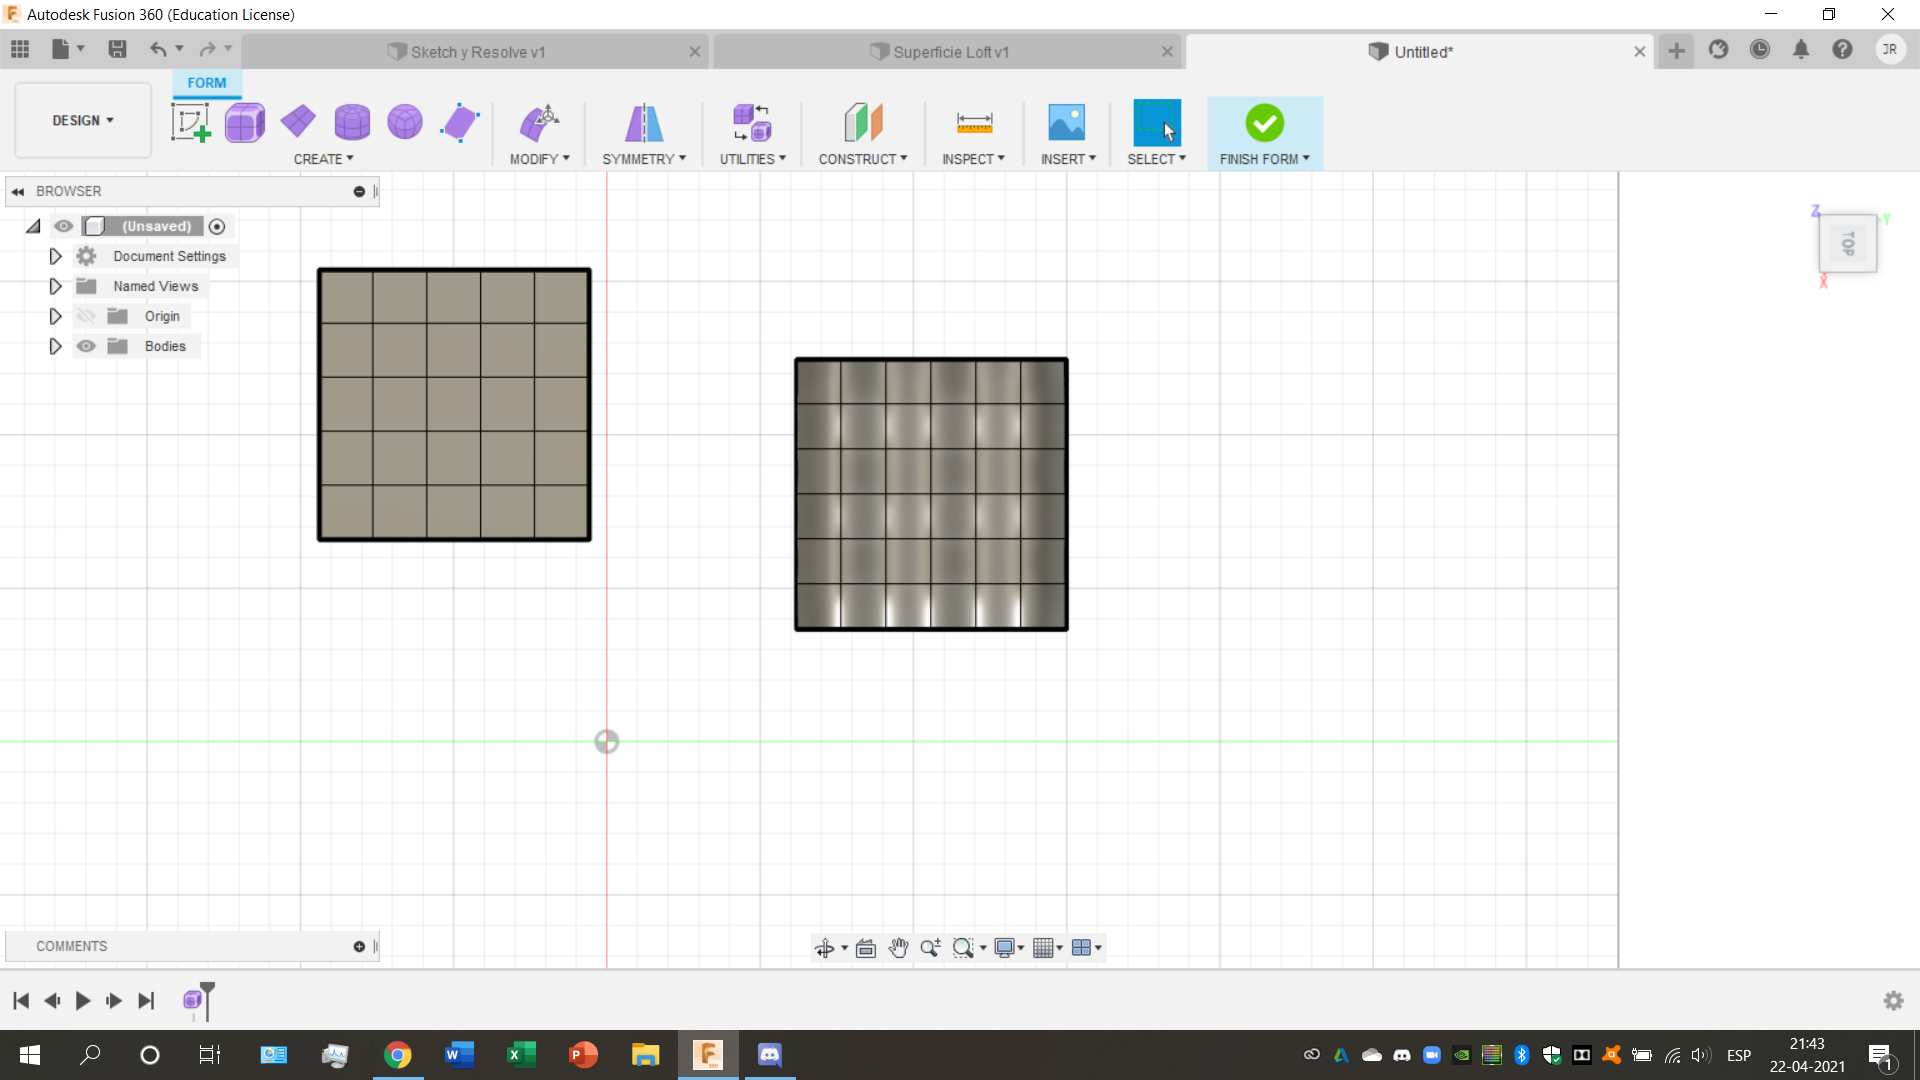 Autodesk Fusion 360 (Education License)
Sketch y Resolve v1
Superficie Loft v1
Untitled*
JR
FORM
DESIGN
CREATE
MODIFY
SYMMETRY
UTILITIES
CONSTRUCT
INSPECT
INSERT
SELECT
FINISH FORM
BROWSER
(Unsaved)
Document Settings
Named Views
Origin
Bodies
Z
Y
TOP
X
COMMENTS
ESP
21:43
22-04-2021
1